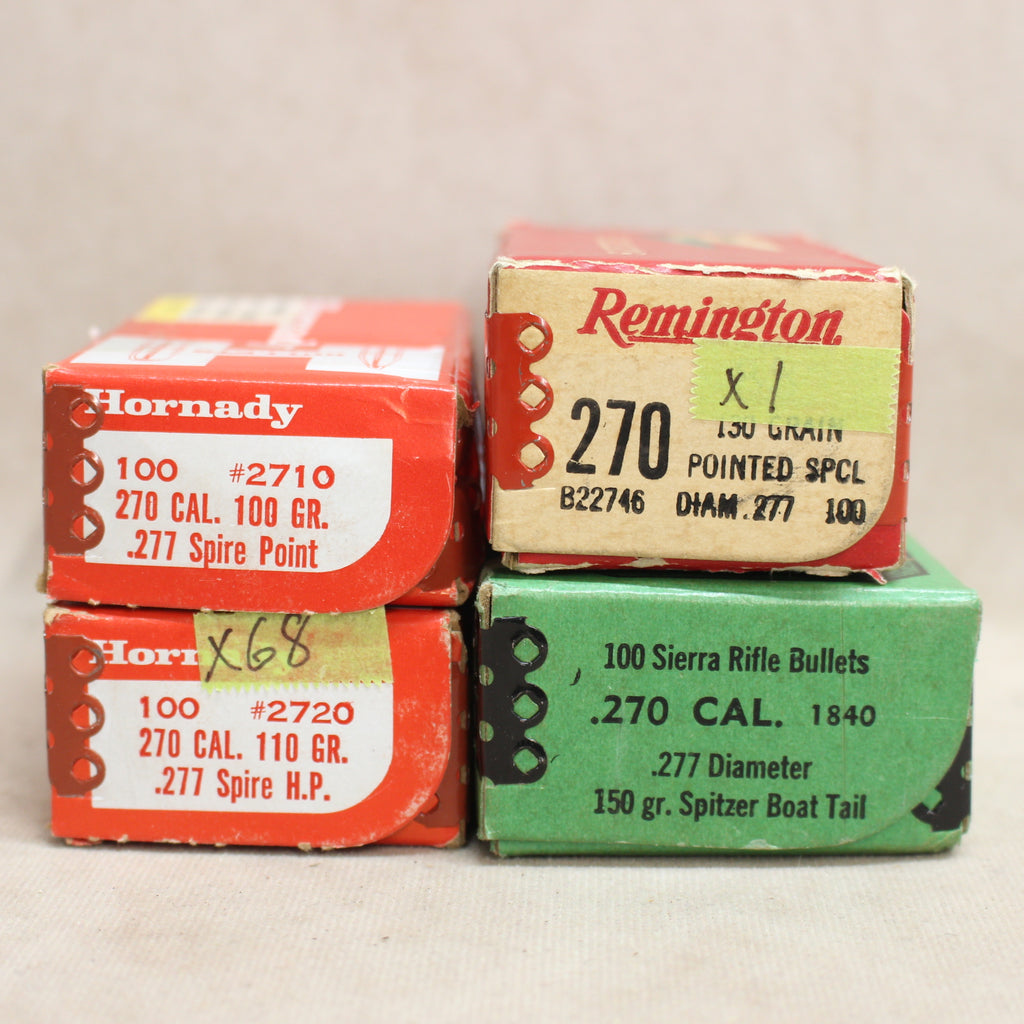 Hornady
100 #2710
270 CAL. 100 GR.
.277 Spire Point
X68
100 #2720
270 CAL. 110 GR.
.277 Spire H.P.
Remington
X 1
270
GRAIN
POINTED SPCL
B22746 DIAM .277 100
100 Sierra Rifle Bullets
.270 CAL. 1840
.277 Diameter
150 gr. Spitzer Boat Tail